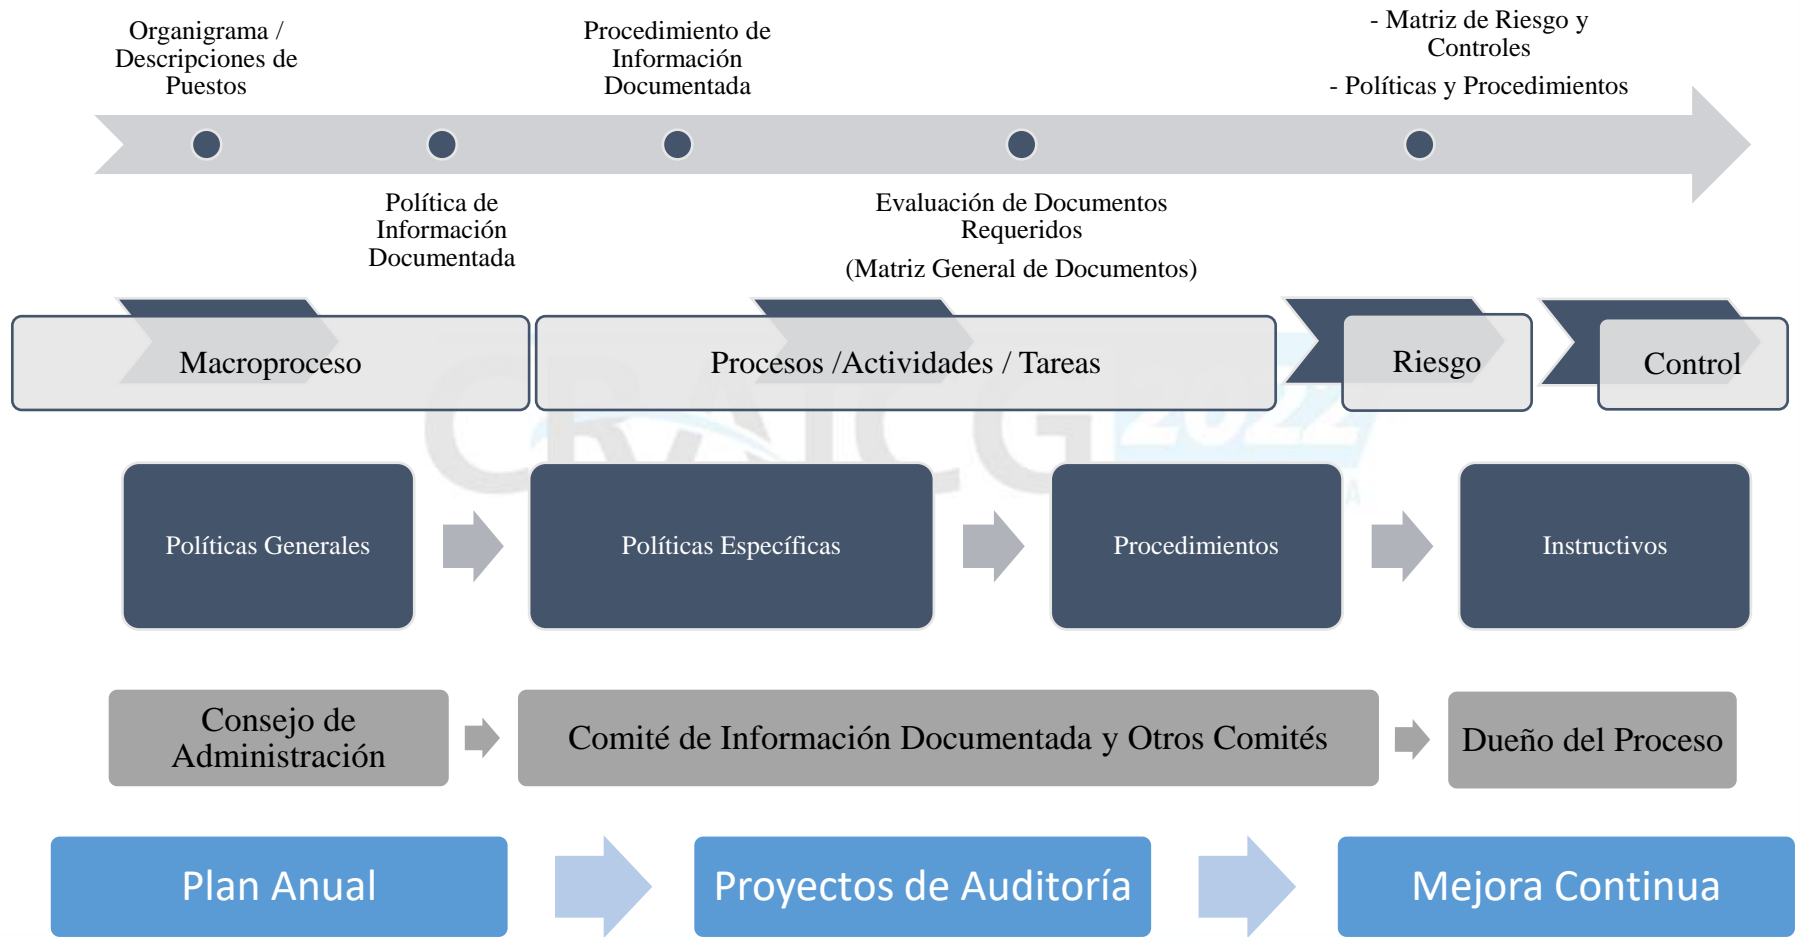 Organigrama /
Descripciones de
Puestos
Procedimiento de
Información
Documentada
- Matriz de Riesgo y
Controles
- Políticas y Procedimientos
Política de
Información
Documentada
Evaluación de Documentos
Requeridos
(Matriz General de Documentos)
Macroproceso
Procesos /Actividades / Tareas
Riesgo
Control
CRAICG 2022
Políticas Generales
Políticas Específicas
Procedimientos
Instructivos
Consejo de
Administración
Comité de Información Documentada y Otros Comités
Dueño del Proceso
Plan Anual
Proyectos de Auditoría
Mejora Continua